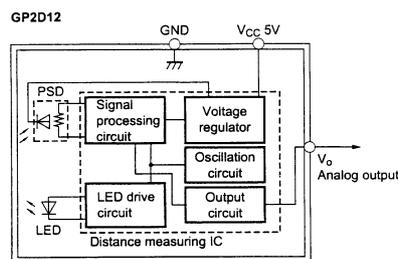 GP2D12
GND
VCC 5V
PSD
Signal
processing
circuit
Voltage
regulator
Oscillation
circuit
LED drive
circuit
Output
circuit
LED
Distance measuring IC
Vo
Analog output